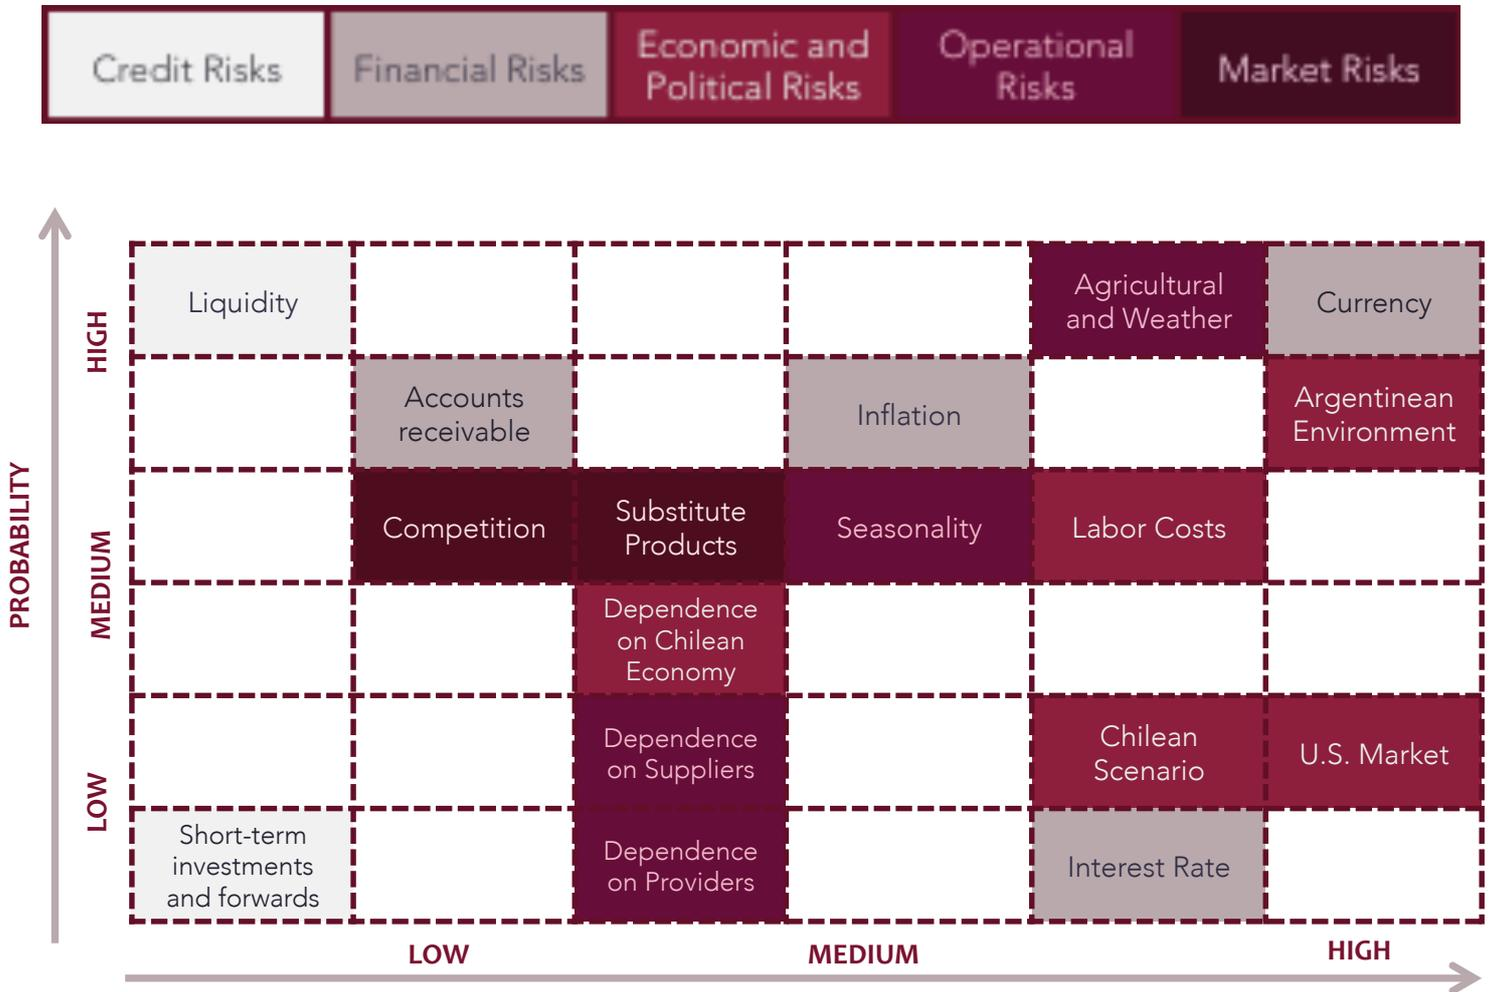 Credit Risks
Financial Risks
Economic and
Political Risks
Operational
Risks
Market Risks
PROBABILITY
HIGH
MEDIUM
LOW
Liquidity
Agricultural
and Weather
Currency
Accounts
receivable
Inflation
Argentinean
Environment
Competition
Substitute
Products
Seasonality
Labor Costs
Dependence
on Chilean
Economy
Dependence
on Suppliers
Chilean
Scenario
U.S. Market
Short-term
investments
and forwards
Dependence
on Providers
Interest Rate
LOW
MEDIUM
HIGH